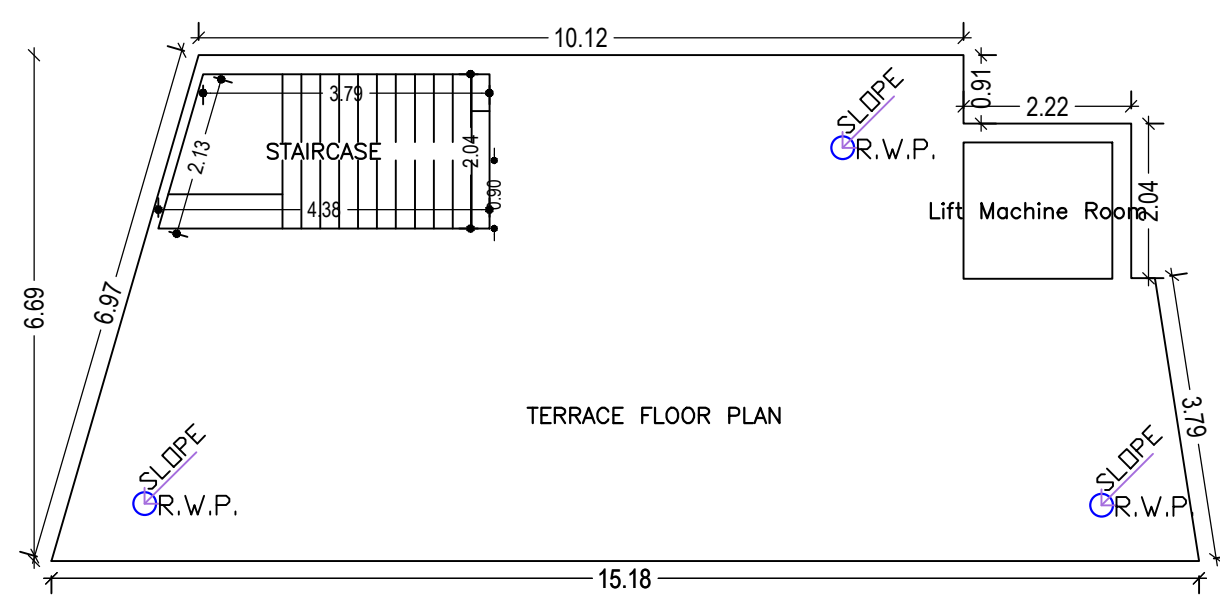 10.12
0.91
2.22
SLOPE
R.W.P.
3.79
2.13
STAIRCASE
2.04
0.90
4.38
Lift Machine Room
2.04
6.97
6.69
TERRACE FLOOR PLAN
3.79
SLOPE
R.W.P.
SLOPE
R.W.P.
15.18